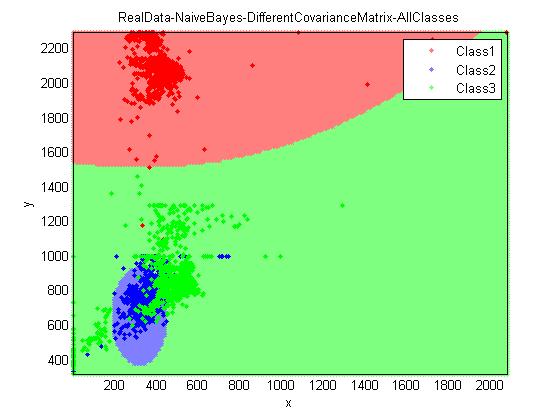 RealData-NaiveBayes-DifferentCovarianceMatrix-AllClasses
Class1
Class2
Class3
2200
2000
1800
1600
1400
1200
1000
800
600
400
y
200 400 600 800 1000 1200 1400 1600 1800 2000
x